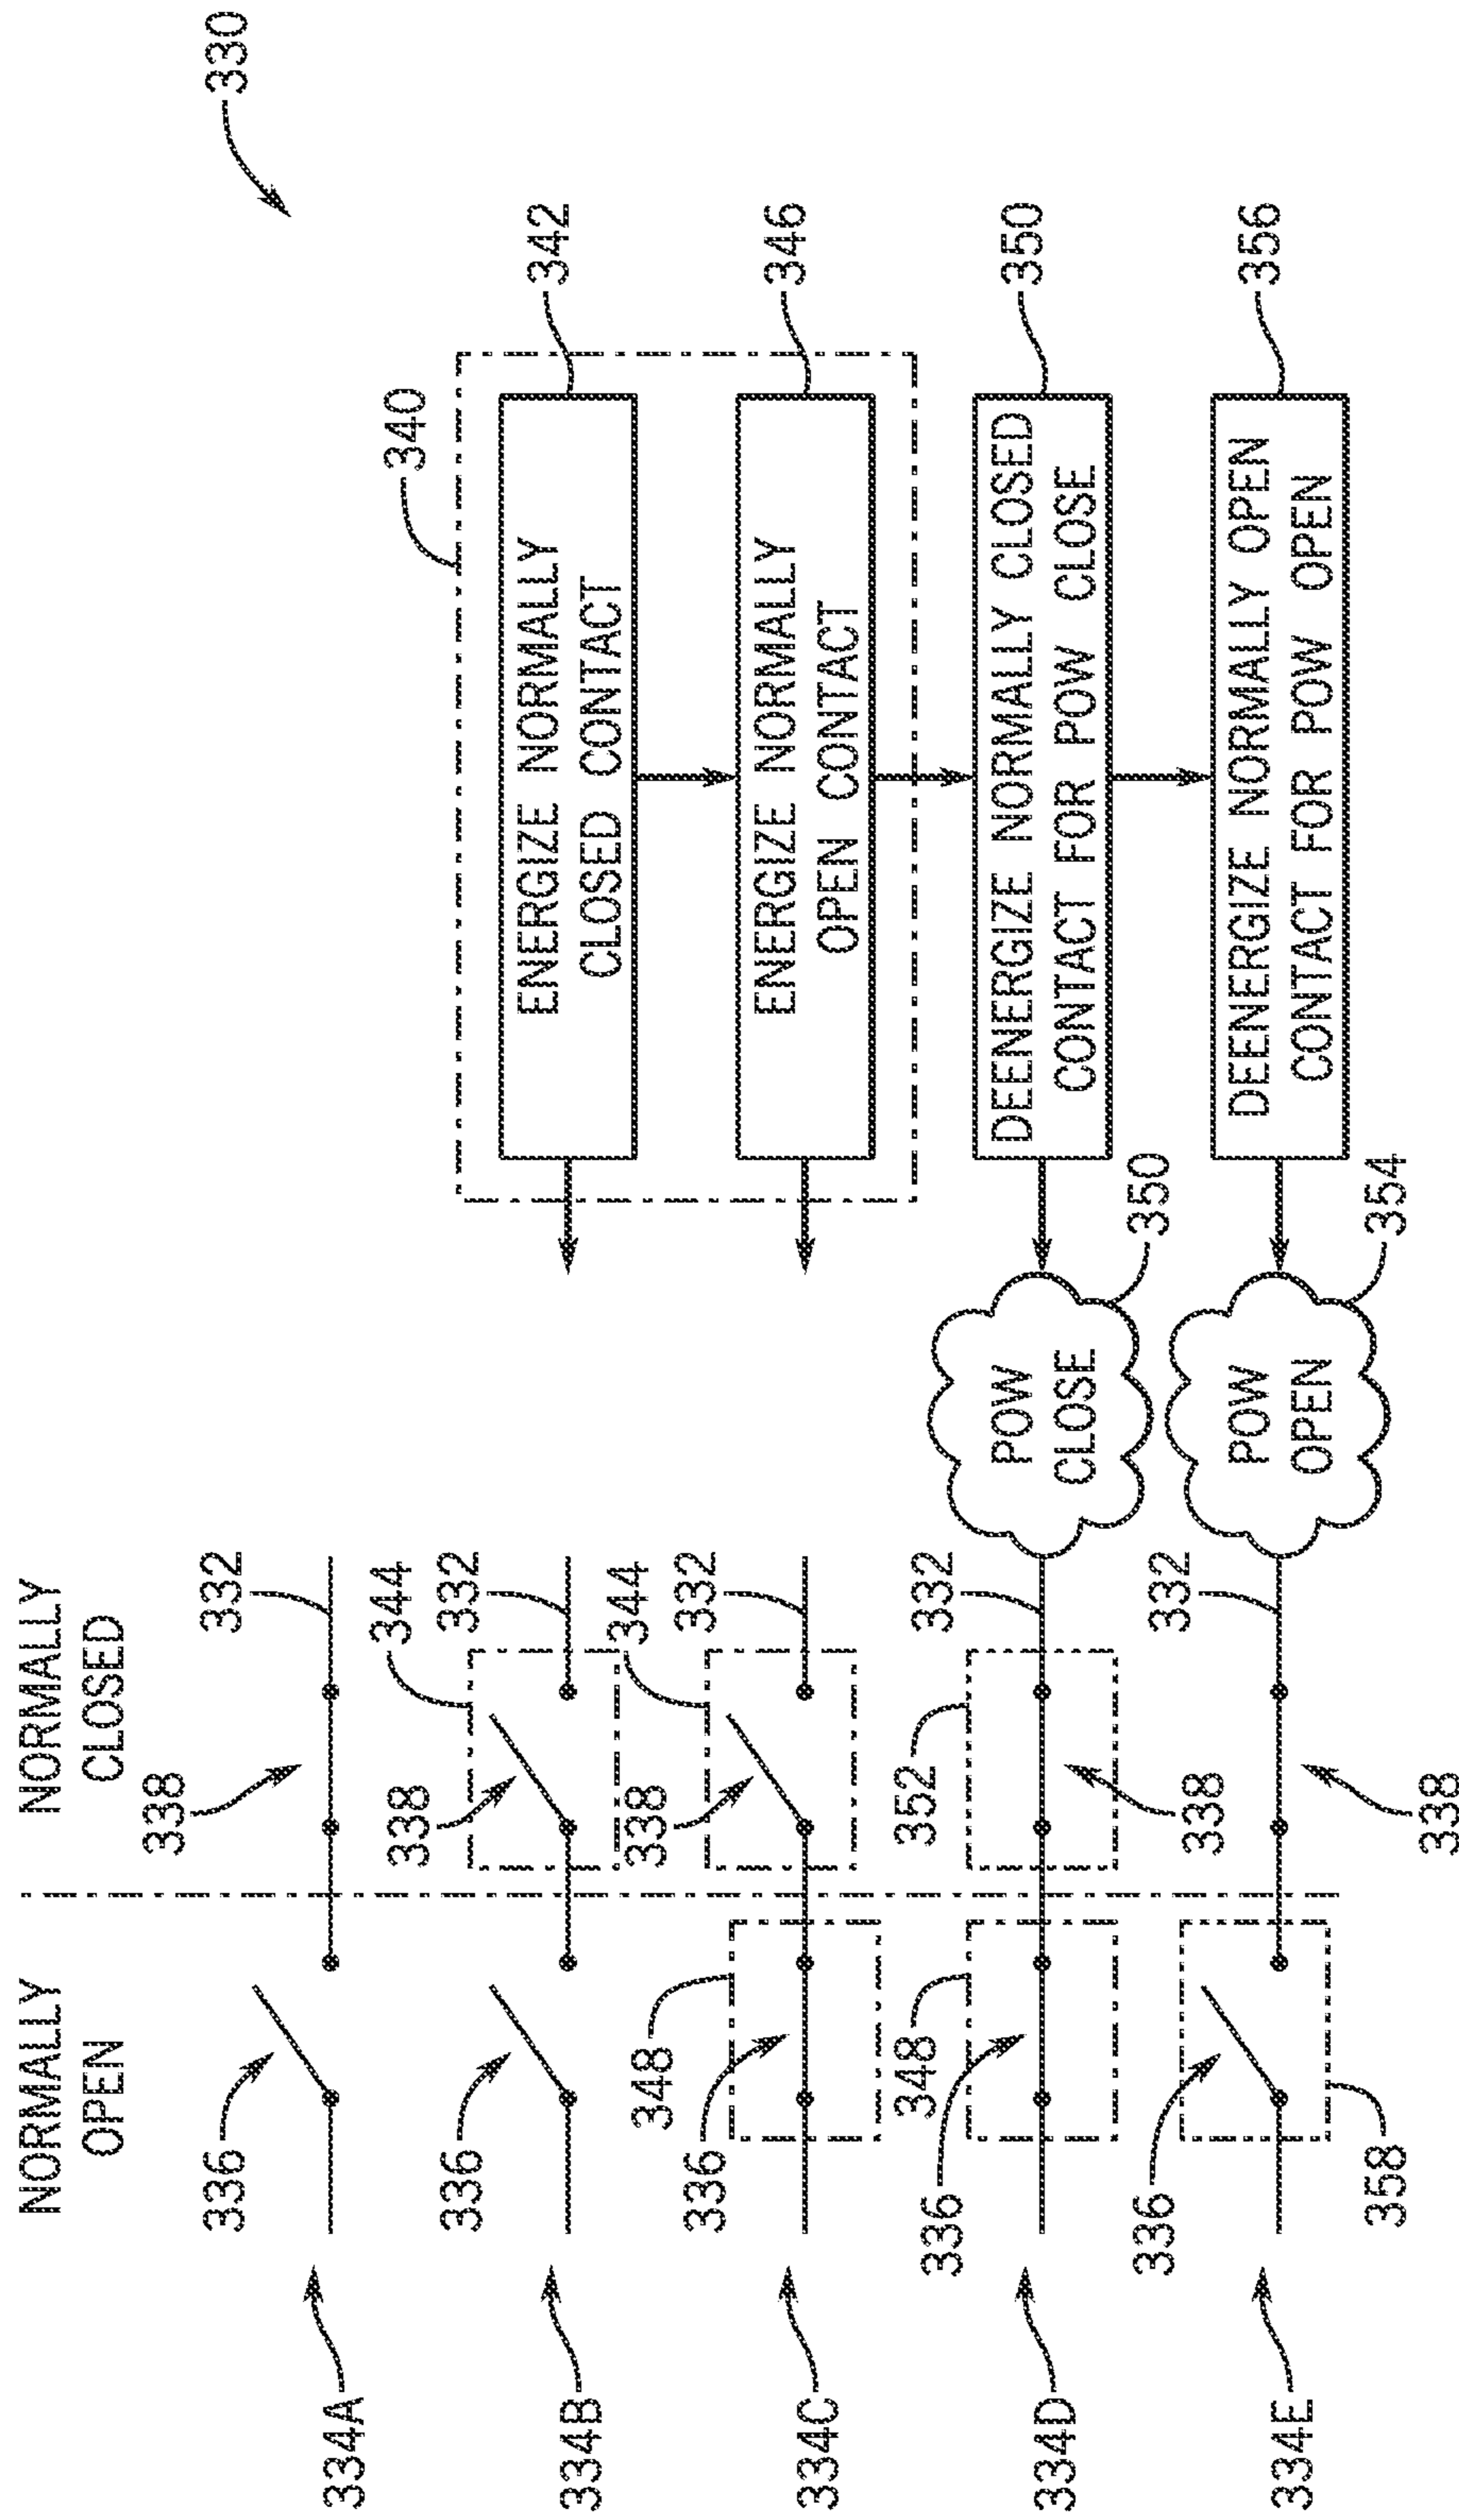 330
NORMALLY
OPEN
NORMALLY
CLOSED
334A
336
338
332
334B
336
338
344
332
340
ENERGIZE NORMALLY
CLOSED CONTACT
342
334C
348
336
338
344
332
ENERGIZE NORMALLY
OPEN CONTACT
346
334D
348
336
352
338
332
POW
CLOSE
350
DEENERGIZE NORMALLY CLOSED
CONTACT FOR POW CLOSE
350
334E
336
358
338
332
POW
OPEN
354
DEENERGIZE NORMALLY OPEN
CONTACT FOR POW OPEN
356